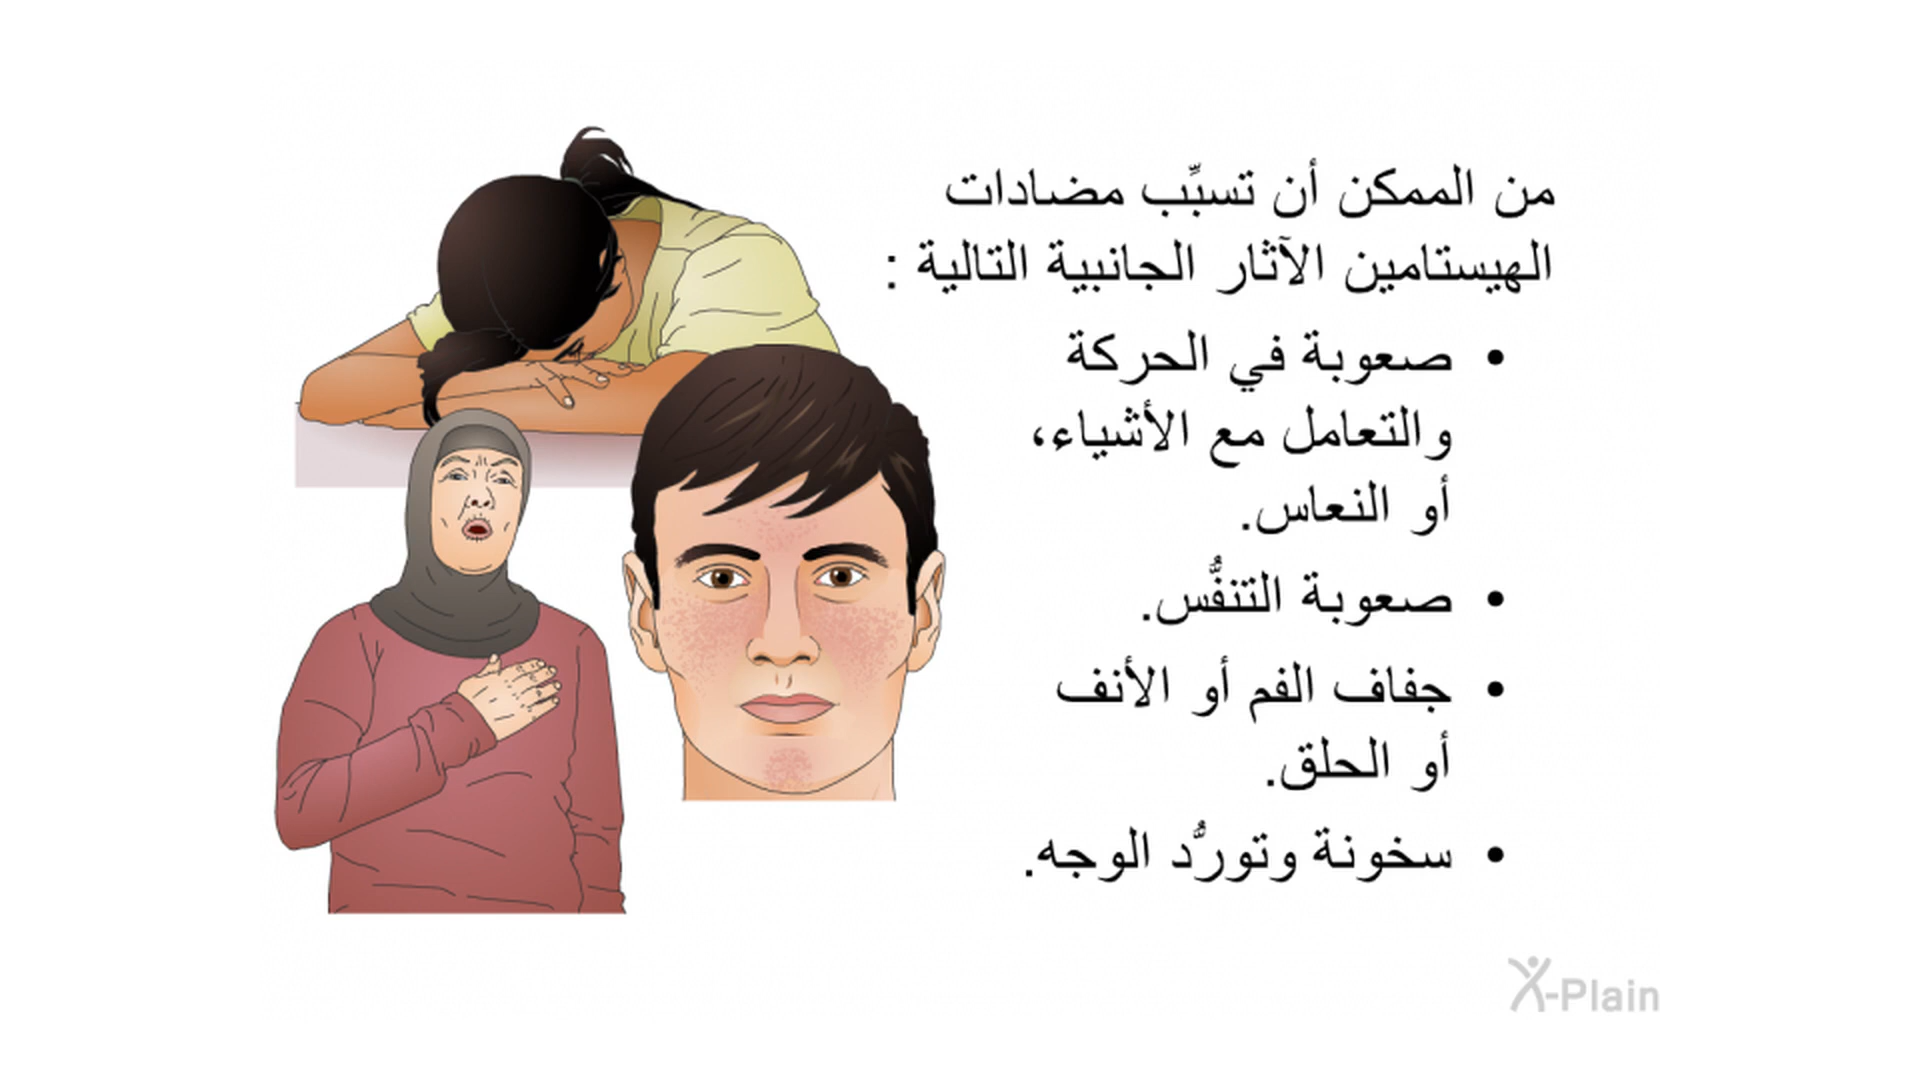 من الممكن أن تسبِّب مضادات
الهيستامين الآثار الجانبية التالية :
• صعوبة في الحركة
والتعامل مع الأشياء،
أو النعاس.
• صعوبة التنفُّس.
• جفاف الفم أو الأنف
أو الحلق.
• سخونة وتورُّد الوجه.
X-Plain